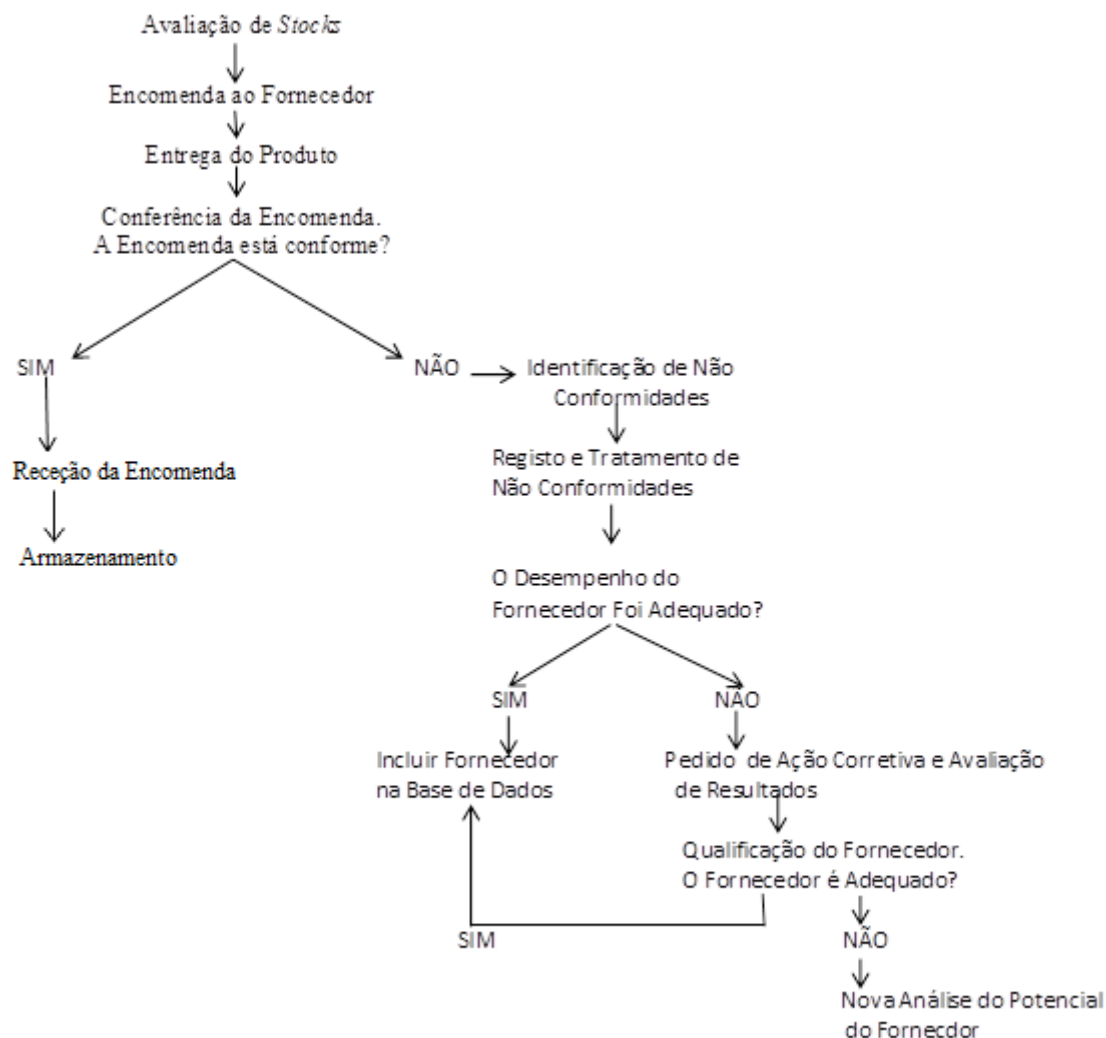 Avaliação de Stocks
Encomenda ao Fornecedor
Entrega do Produto
Conferência da Encomenda.
A Encomenda está conforme?
SIM
NÃO
Identificação de Não
Conformidades
Receção da Encomenda
Registo e Tratamento de
Não Conformidades
Armazenamento
O Desempenho do
Fornecedor Foi Adequado?
SIM
NÃO
Incluir Fornecedor
na Base de Dados
Pedido de Ação Corretiva e Avaliação
de Resultados
Qualificação do Fornecedor.
O Fornecedor é Adequado?
SIM
NÃO
Nova Análise do Potencial
do Fornecdor